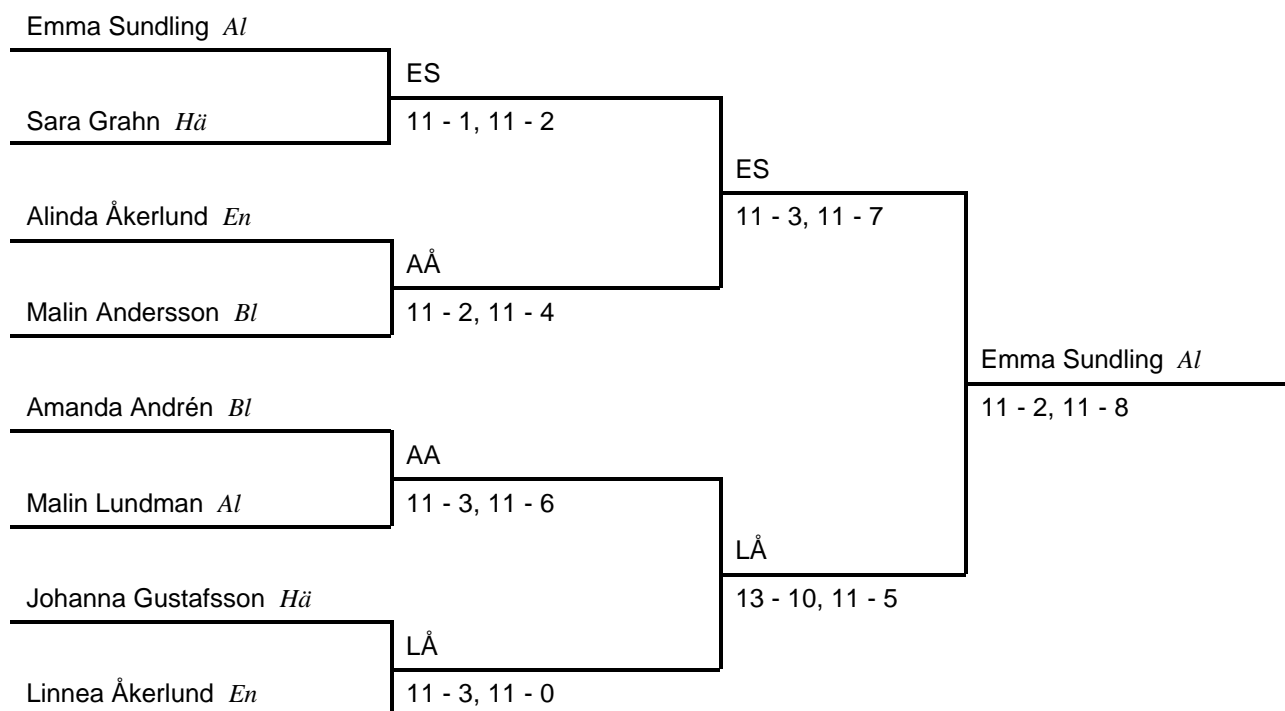 Emma Sundling Al
ES
Sara Grahn Hä
11 - 1, 11 - 2
ES
Alinda Åkerlund En
11 - 3, 11 - 7
AÅ
Malin Andersson Bl
11 - 2, 11 - 4
Emma Sundling Al
Amanda Andrén Bl
11 - 2, 11 - 8
AA
Malin Lundman Al
11 - 3, 11 - 6
LÅ
Johanna Gustafsson Hä
13 - 10, 11 - 5
LÅ
Linnea Åkerlund En
11 - 3, 11 - 0